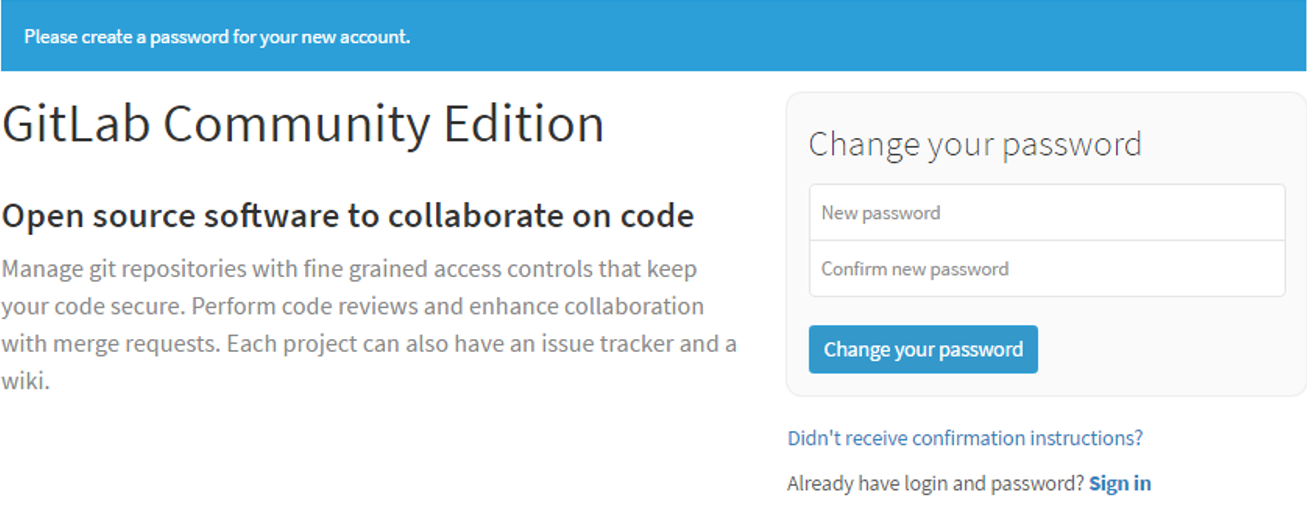 Please create a password for your new account.
GitLab Community Edition
Open source software to collaborate on code
Manage git repositories with fine grained access controls that keep
your code secure. Perform code reviews and enhance collaboration
with merge requests. Each project can also have an issue tracker and a
wiki.
Change your password
New password
Confirm new password
Change your password
Didn't receive confirmation instructions?
Already have login and password? Sign in